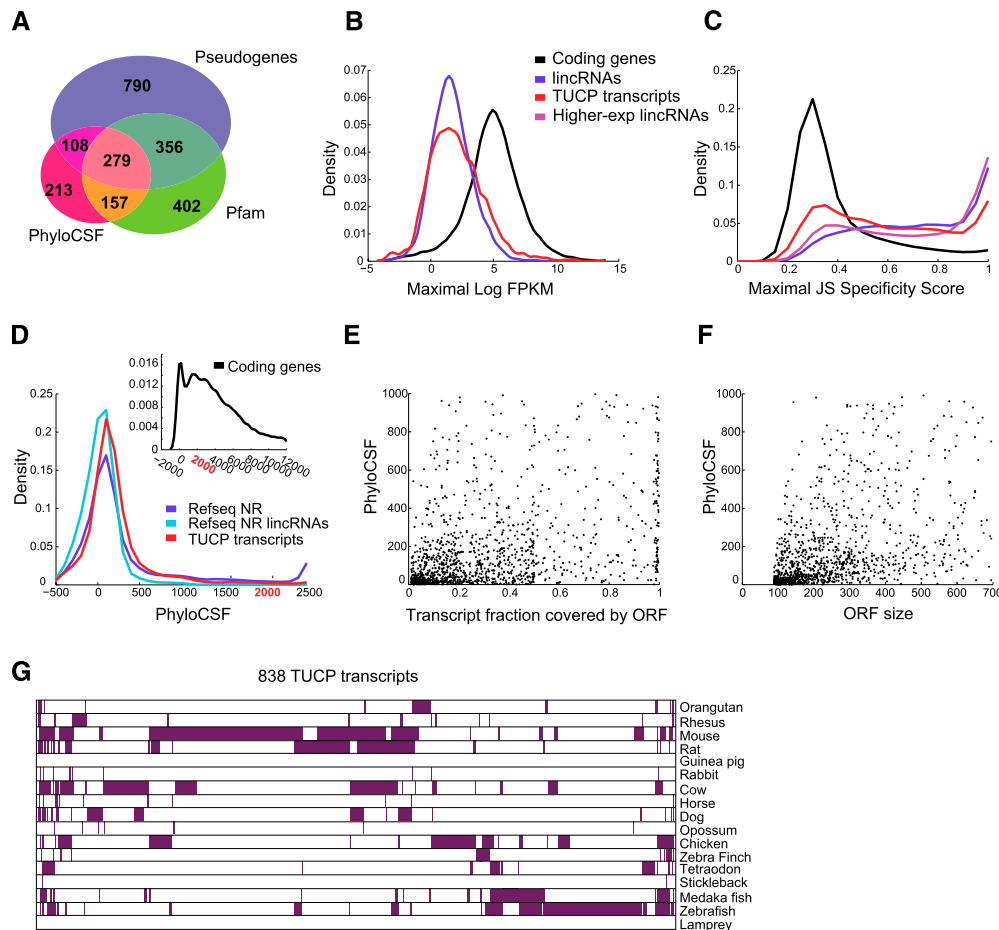 A
Pseudogenes
790
108
356
279
213
157
402
PhyloCSF
Pfam
B
Coding genes
lincRNAs
TUCP transcripts
Higher-exp lincRNAs
0.07
0.06
0.05
0.04
0.03
0.02
0.01
0
Density
-5
0
5
10
15
Maximal Log FPKM
C
0.25
0.2
0.15
0.1
0.05
0
Density
0
0.2
0.4
0.6
0.8
1
Maximal JS Specificity Score
D
0.016
0.012
0.008
0.004
0
Coding genes
-2000
0
2000
4000
6000
8000
10000
12000
0.25
0.2
0.15
0.1
0.05
0
Density
Refseq NR
Refseq NR lincRNAs
TUCP transcripts
-500
0
500
1000
1500
2000
2500
PhyloCSF
E
1000
800
600
400
200
0
PhyloCSF
0
0.2
0.4
0.6
0.8
1
Transcript fraction covered by ORF
F
1000
800
600
400
200
0
PhyloCSF
0
100
200
300
400
500
600
700
ORF size
G
838 TUCP transcripts
Orangutan
Rhesus
Mouse
Rat
Guinea pig
Rabbit
Cow
Horse
Dog
Opossum
Chicken
Zebra Finch
Tetraodon
Stickleback
Medaka fish
Zebrafish
Lamprey